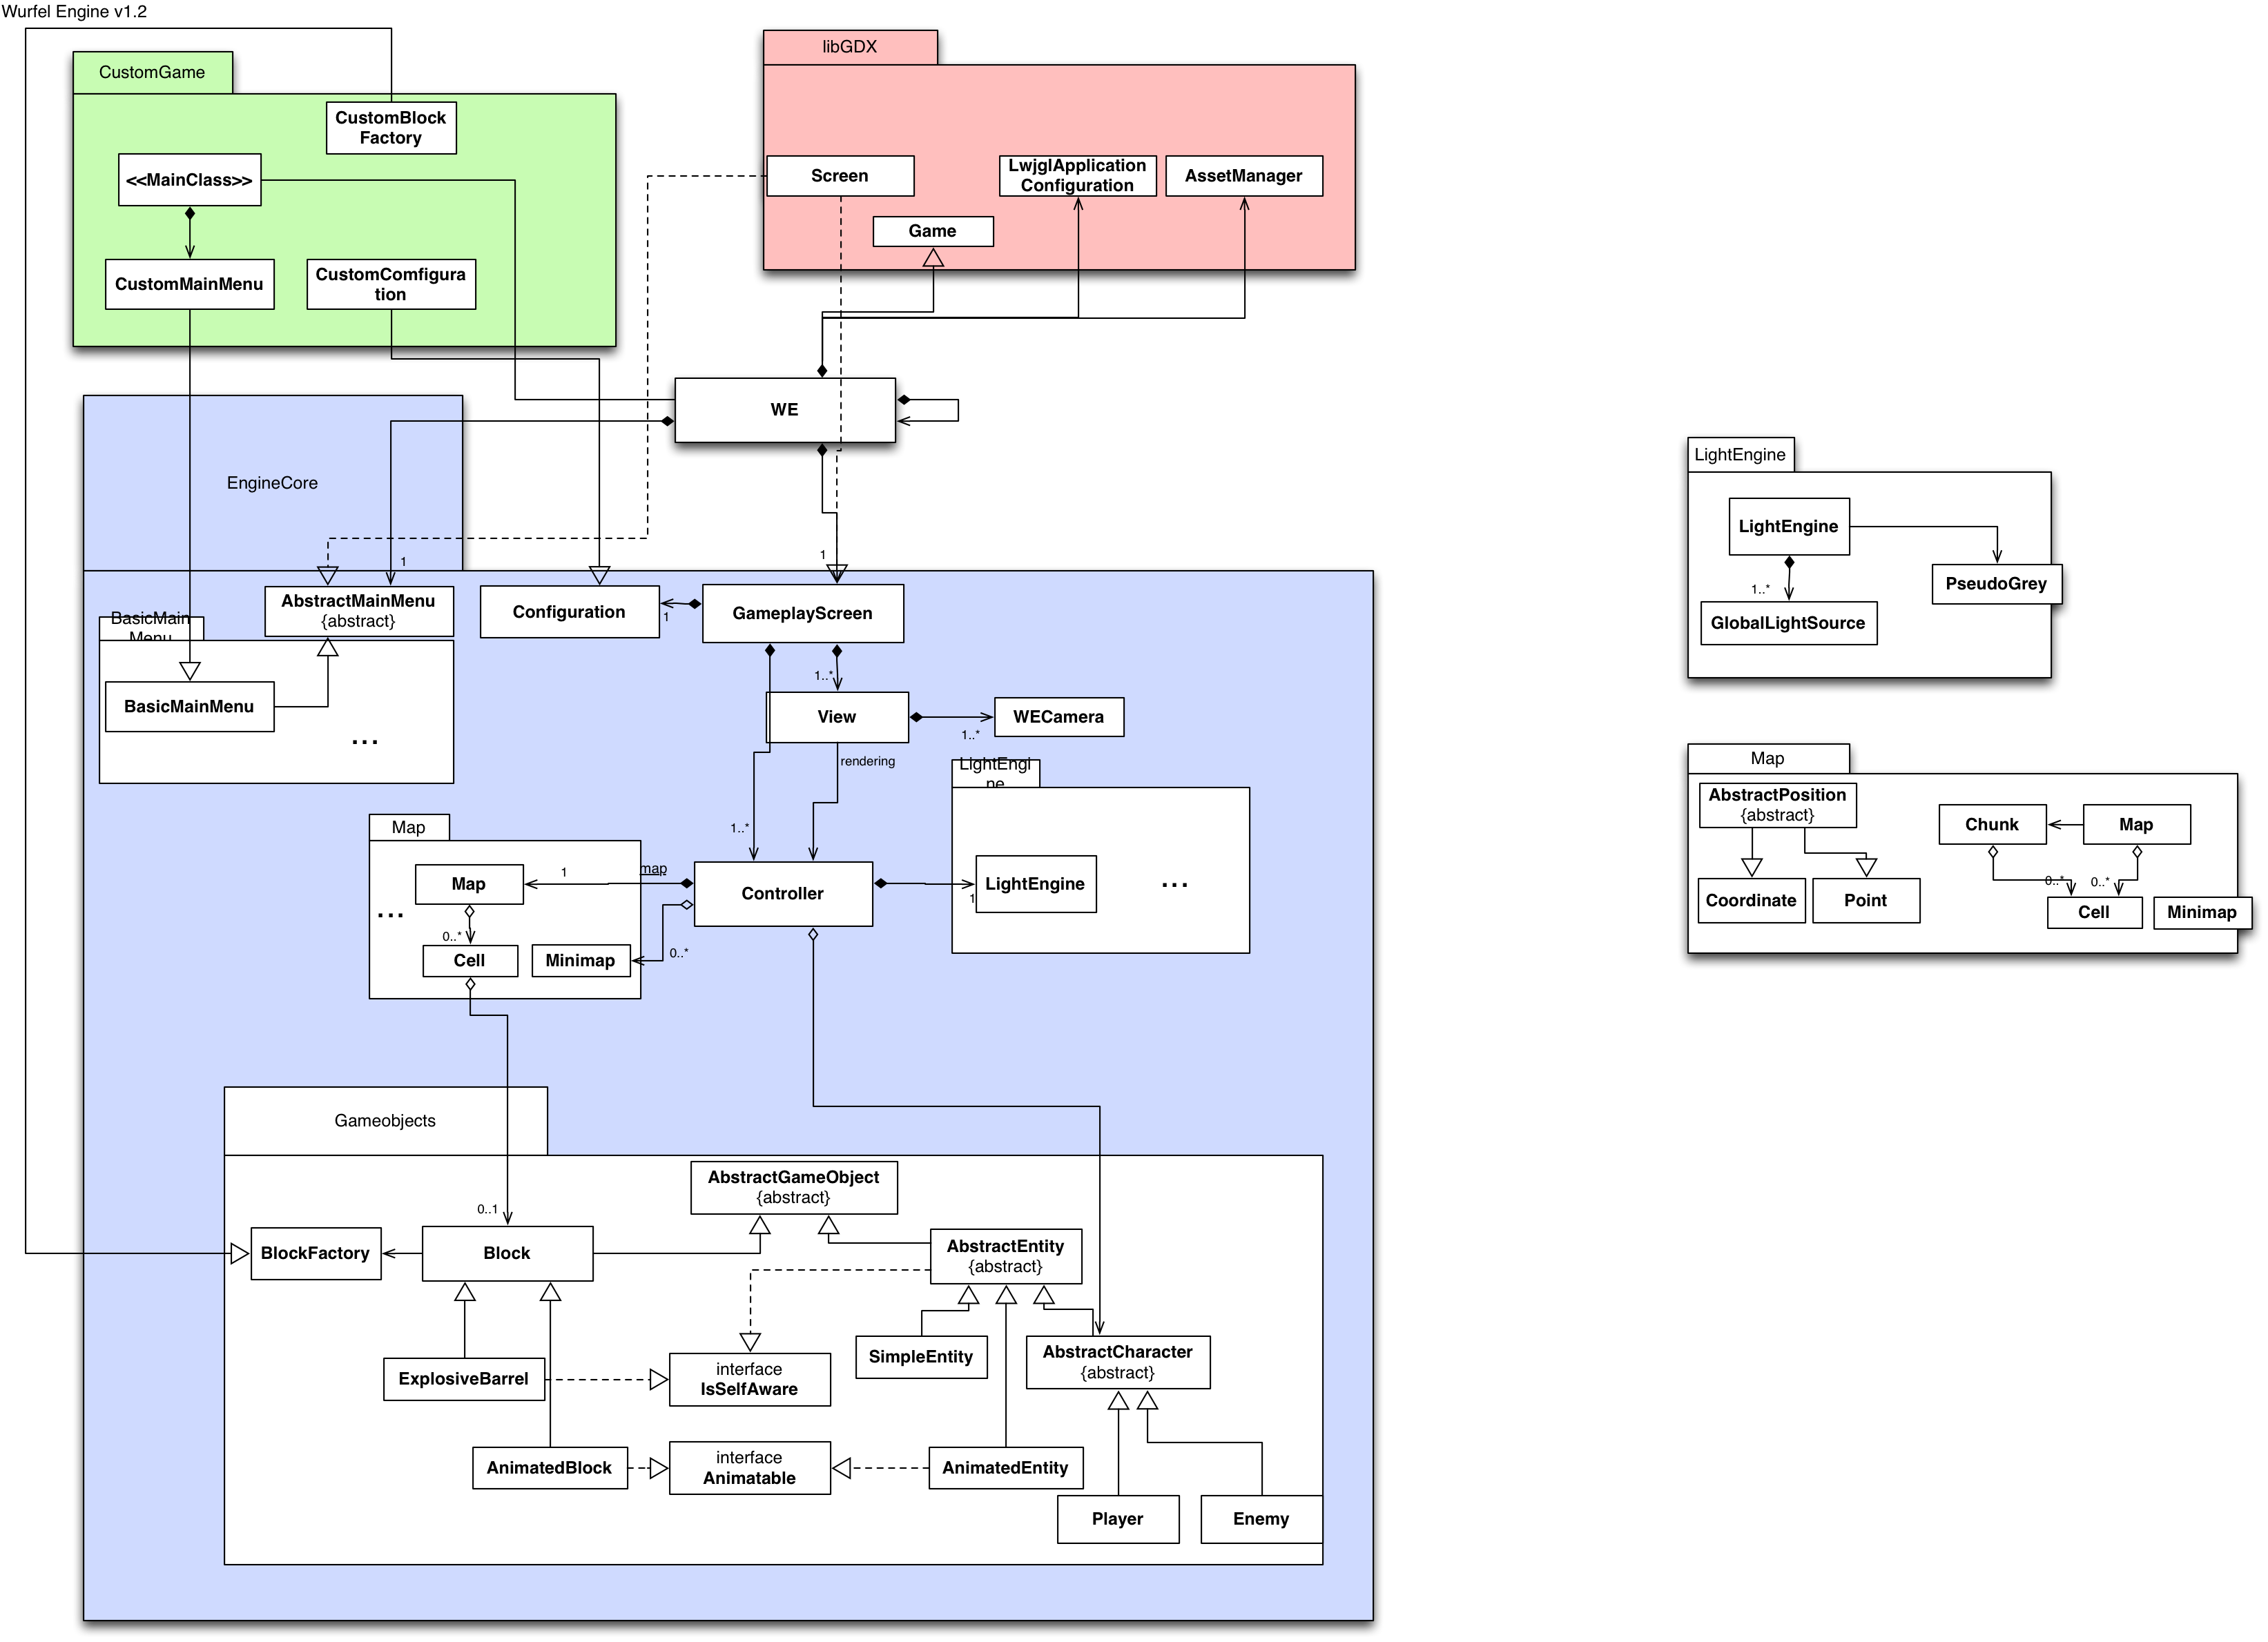 Wurfel Engine v1.2
CustomGame
CustomBlock
Factory
<<MainClass>>
CustomMainMenu
CustomComfigura
tion
libGDX
Screen
LwjglApplication
Configuration
AssetManager
Game
WE
EngineCore
1
1
AbstractMainMenu
{abstract}
Configuration
1
GameplayScreen
BasicMain
Menu
BasicMainMenu
...
1..*
View
1..*
WECamera
rendering
1..*
LightEngi
ne
LightEngine
...
1
Map
Map
1
map
Controller
...
0..*
Cell
Minimap
0..*
Gameobjects
AbstractGameObject
{abstract}
0..1
BlockFactory
Block
AbstractEntity
{abstract}
SimpleEntity
AbstractCharacter
{abstract}
ExplosiveBarrel
interface
IsSelfAware
AnimatedBlock
interface
Animatable
AnimatedEntity
Player
Enemy
LightEngine
LightEngine
1..*
PseudoGrey
GlobalLightSource
Map
AbstractPosition
{abstract}
Chunk
Map
0..*
0..*
Coordinate
Point
Cell
Minimap